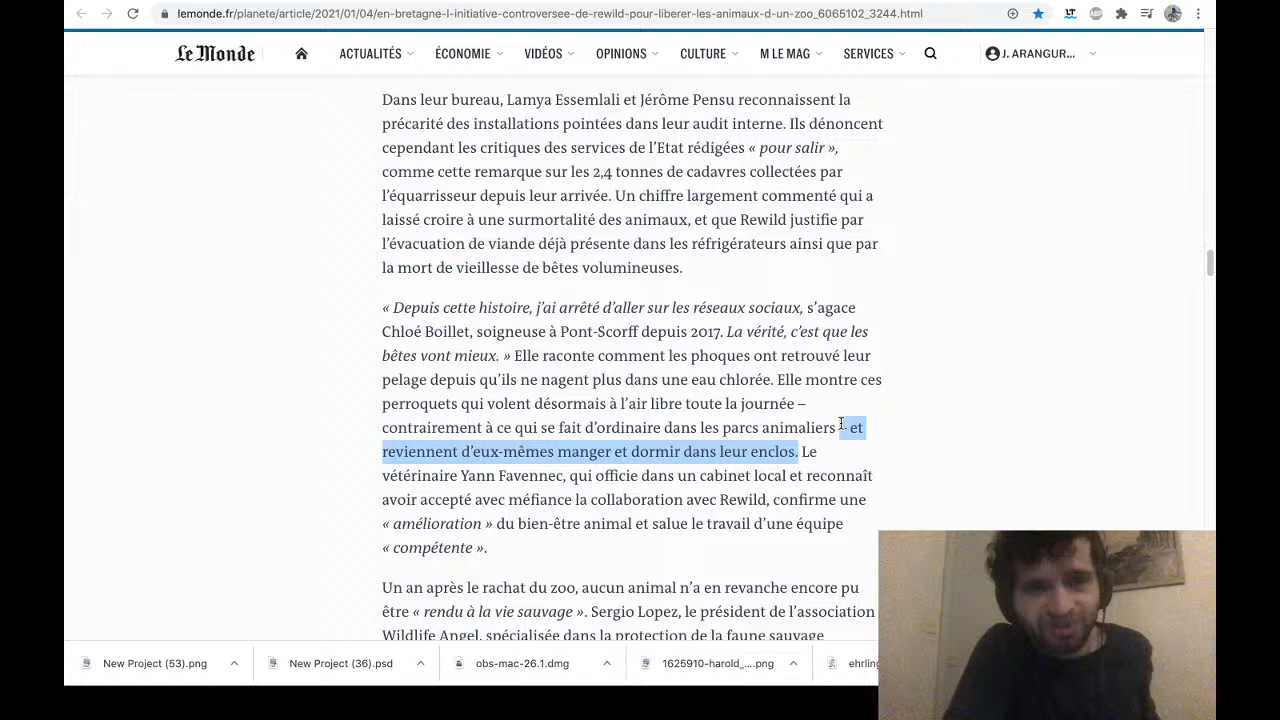 lemonde.fr/planete/article/2021/01/04/en-bretagne-l-initiative-controversee-de-rewild-pour-liberer-les-animaux-d-un-zoo_6065102_3244.html
Le Monde
ACTUALITÉS
ÉCONOMIE
VIDÉOS
OPINIONS
CULTURE
M LE MAG
SERVICES
J. ARANGUR...
Dans leur bureau, Lamya Essemlali et Jérôme Pensu reconnaissent la
précarité des installations pointées dans leur audit interne. Ils dénoncent
cependant les critiques des services de l’Etat rédigées « pour salir »,
comme cette remarque sur les 2,4 tonnes de cadavres collectées par
l’équarrisseur depuis leur arrivée. Un chiffre largement commenté qui a
laissé croire à une surmortalité des animaux, et que Rewild justifie par
l’évacuation de viande déjà présente dans les réfrigérateurs ainsi que par
la mort de vieillesse de bêtes volumineuses.
« Depuis cette histoire, j’ai arrêté d’aller sur les réseaux sociaux, s’agace
Chloé Boillet, soigneuse à Pont-Scorff depuis 2017. La vérité, c’est que les
bêtes vont mieux. » Elle raconte comment les phoques ont retrouvé leur
pelage depuis qu’ils ne nagent plus dans une eau chlorée. Elle montre ces
perroquets qui volent désormais à l’air libre toute la journée –
contrairement à ce qui se fait d’ordinaire dans les parcs animaliers – et
reviennent d’eux-mêmes manger et dormir dans leur enclos. Le
vétérinaire Yann Favennec, qui officie dans un cabinet local et reconnaît
avoir accepté avec méfiance la collaboration avec Rewild, confirme une
« amélioration » du bien-être animal et salue le travail d’une équipe
« compétente ».
Un an après le rachat du zoo, aucun animal n’a en revanche encore pu
être « rendu à la vie sauvage ». Sergio Lopez, le président de l’association
Wildlife Angel, spécialisée dans la protection de la faune sauvage
New Project (53).png
New Project (36).psd
obs-mac-26.1.dmg
1625910-harold_....png
ehrling